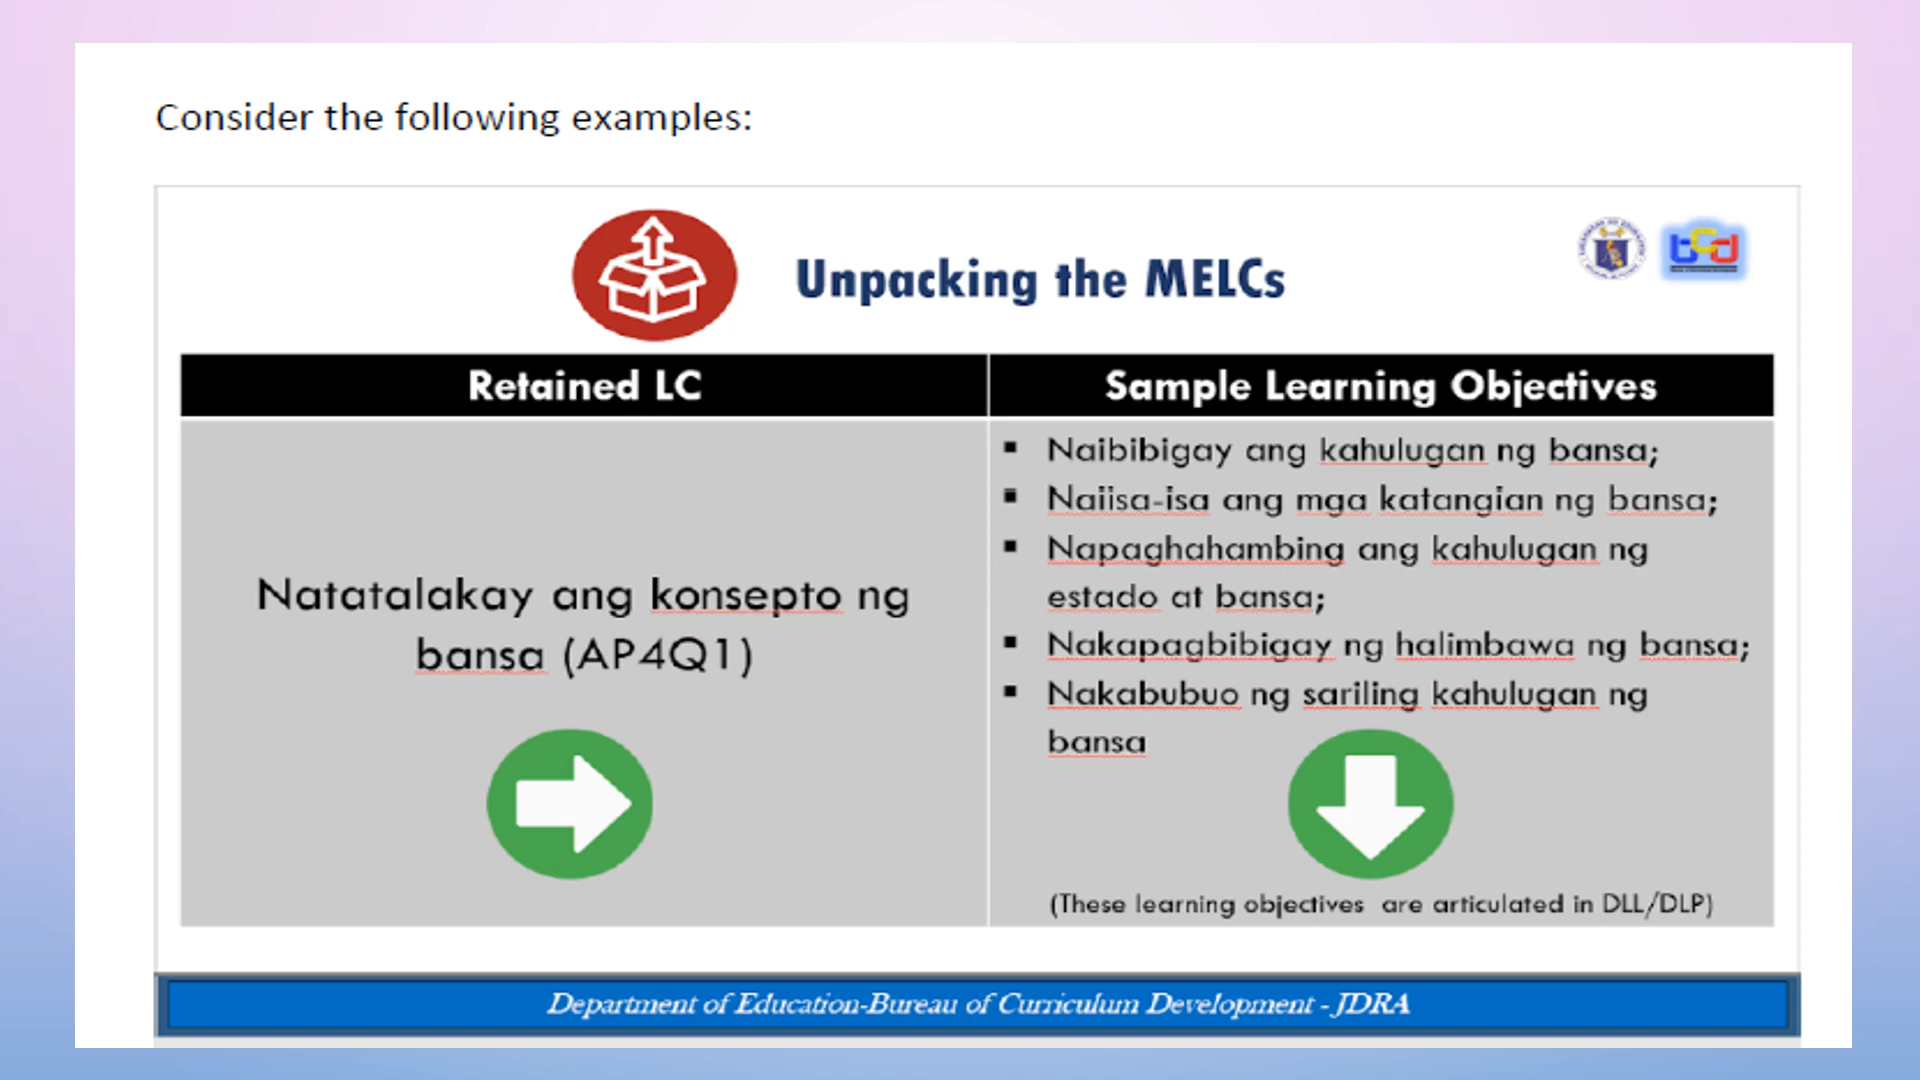 Consider the following examples:
Unpacking the MELCs
Retained LC
Sample Learning Objectives
Natatalakay ang konsepto ng
bansa (AP4Q1)
▪ Naibibigay ang kahulugan ng bansa;
▪ Naiisa-isa ang mga katangian ng bansa;
▪ Napaghahambing ang kahulugan ng
estado at bansa;
▪ Nakapagbibigay ng halimbawa ng bansa;
▪ Nakabubuo ng sariling kahulugan ng
bansa
(These learning objectives are articulated in DLL/DLP)
Department of Education-Bureau of Curriculum Development - JDRA